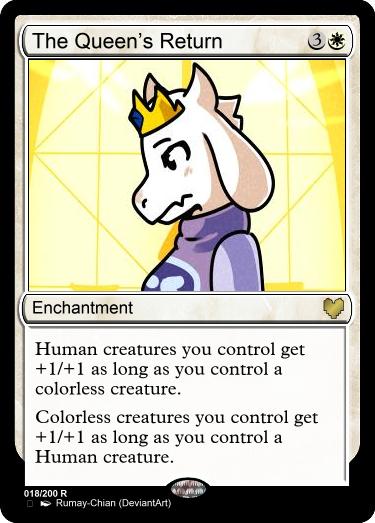 The Queen's Return 3
Enchantment
Human creatures you control get
+1/+1 as long as you control a
colorless creature.
Colorless creatures you control get
+1/+1 as long as you control a
Human creature.
018/200 R
Rumay-Chian (DeviantArt)